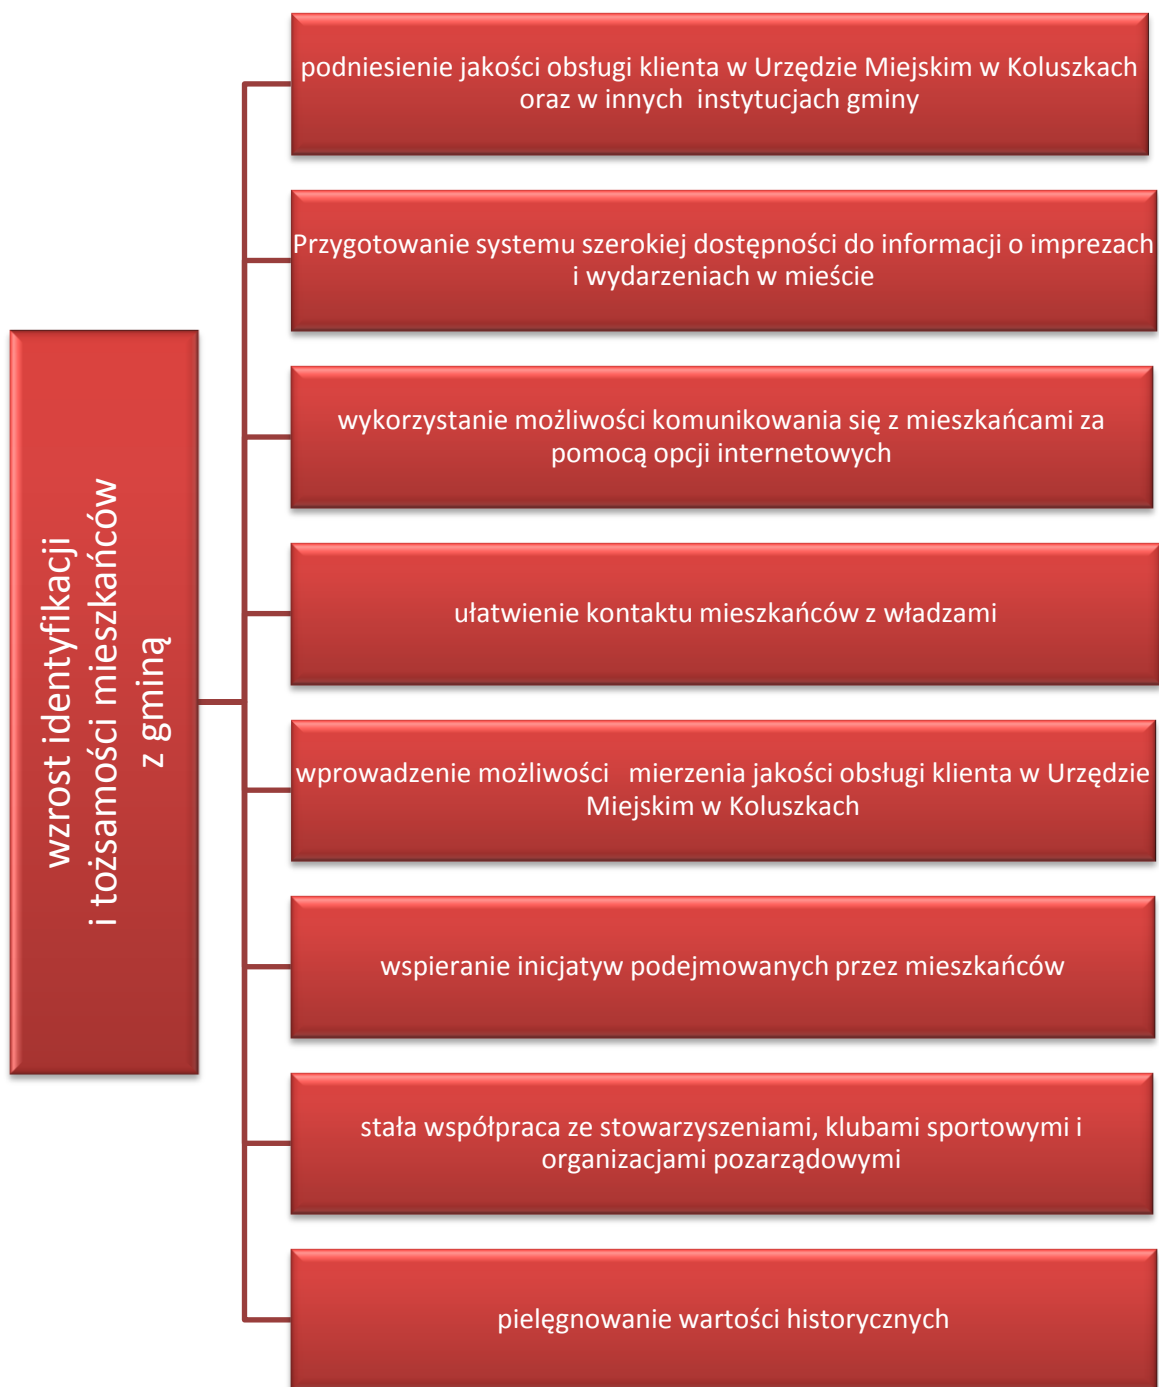 wzrost identyfikacji
i tożsamości mieszkańców
z gminą
podniesienie jakości obsługi klienta w Urzędzie Miejskim w Koluszkach
oraz w innych instytucjach gminy
Przygotowanie systemu szerokiej dostępności do informacji o imprezach
i wydarzeniach w mieście
wykorzystanie możliwości komunikowania się z mieszkańcami za
pomocą opcji internetowych
ułatwienie kontaktu mieszkańców z władzami
wprowadzenie możliwości mierzenia jakości obsługi klienta w Urzędzie
Miejskim w Koluszkach
wspieranie inicjatyw podejmowanych przez mieszkańców
stała współpraca ze stowarzyszeniami, klubami sportowymi i
organizacjami pozarządowymi
pielęgnowanie wartości historycznych